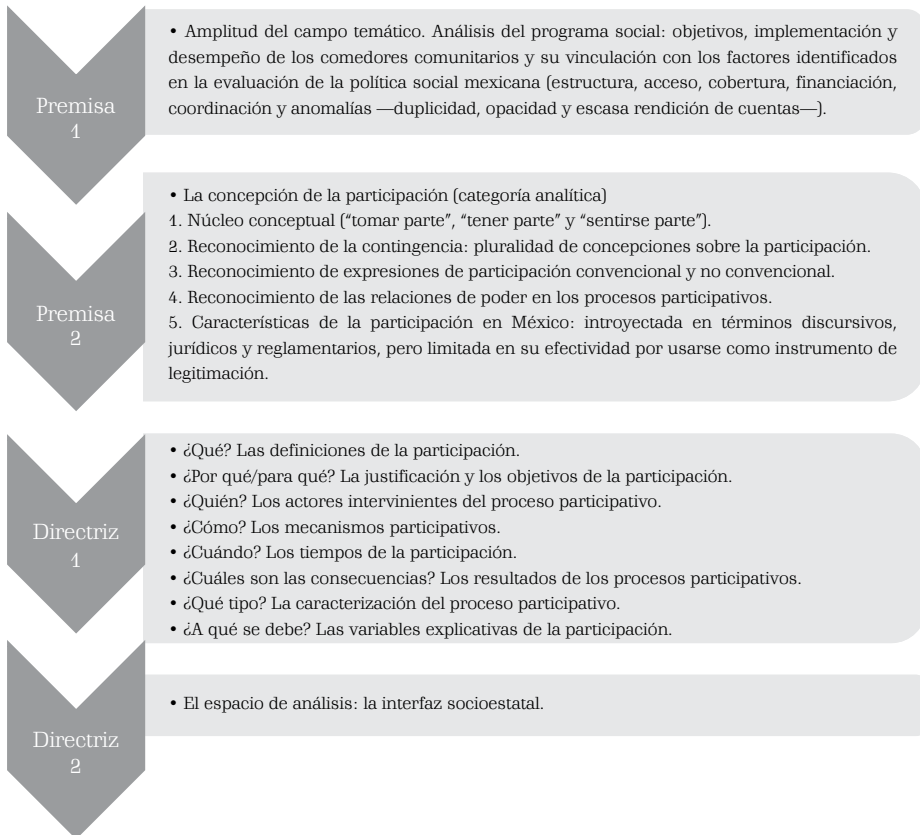 Premisa
1
• Amplitud del campo temático. Análisis del programa social: objetivos, implementación y
desempeño de los comedores comunitarios y su vinculación con los factores identificados
en la evaluación de la política social mexicana (estructura, acceso, cobertura, financiación,
coordinación y anomalías —duplicidad, opacidad y escasa rendición de cuentas—).
Premisa
2
• La concepción de la participación (categoría analítica)
1. Núcleo conceptual (“tomar parte”, “tener parte” y “sentirse parte”).
2. Reconocimiento de la contingencia: pluralidad de concepciones sobre la participación.
3. Reconocimiento de expresiones de participación convencional y no convencional.
4. Reconocimiento de las relaciones de poder en los procesos participativos.
5. Características de la participación en México: introyectada en términos discursivos,
jurídicos y reglamentarios, pero limitada en su efectividad por usarse como instrumento de
legitimación.
Directriz
1
• ¿Qué? Las definiciones de la participación.
• ¿Por qué/para qué? La justificación y los objetivos de la participación.
• ¿Quién? Los actores intervinientes del proceso participativo.
• ¿Cómo? Los mecanismos participativos.
• ¿Cuándo? Los tiempos de la participación.
• ¿Cuáles son las consecuencias? Los resultados de los procesos participativos.
• ¿Qué tipo? La caracterización del proceso participativo.
• ¿A qué se debe? Las variables explicativas de la participación.
Directriz
2
• El espacio de análisis: la interfaz socioestatal.